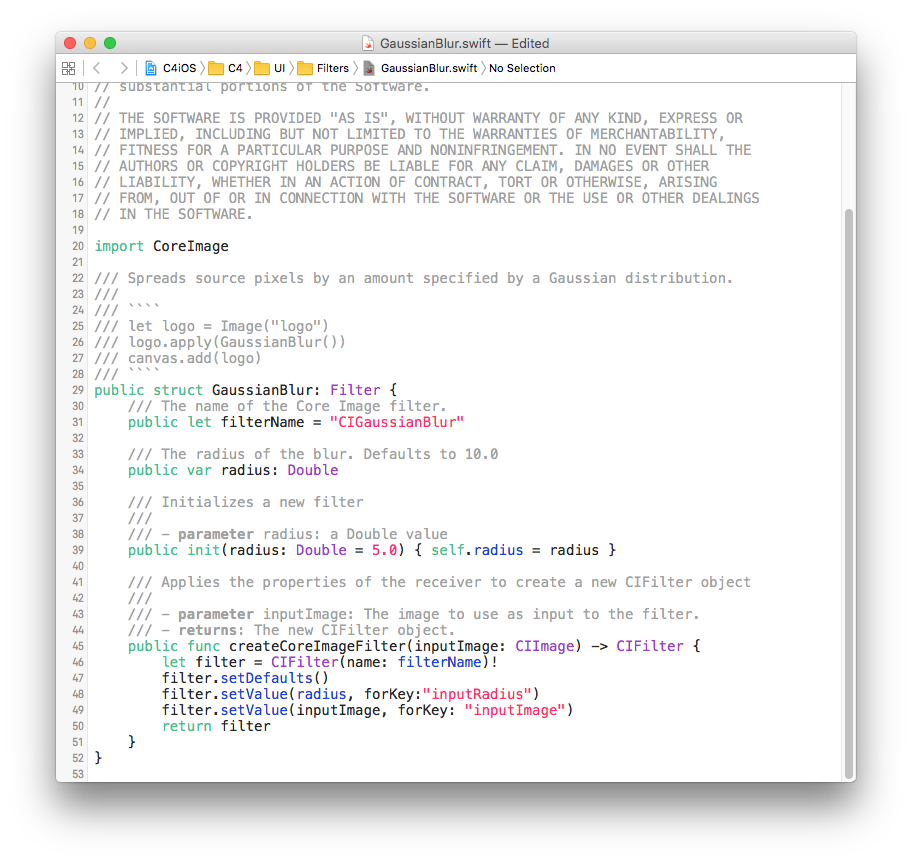 GaussianBlur.swift — Edited
C4iOS C4 UI Filters GaussianBlur.swift No Selection
10 // substantial portions of the Software.
11 //
12 // THE SOFTWARE IS PROVIDED "AS IS", WITHOUT WARRANTY OF ANY KIND, EXPRESS OR
13 // IMPLIED, INCLUDING BUT NOT LIMITED TO THE WARRANTIES OF MERCHANTABILITY,
14 // FITNESS FOR A PARTICULAR PURPOSE AND NONINFRINGEMENT. IN NO EVENT SHALL THE
15 // AUTHORS OR COPYRIGHT HOLDERS BE LIABLE FOR ANY CLAIM, DAMAGES OR OTHER
16 // LIABILITY, WHETHER IN AN ACTION OF CONTRACT, TORT OR OTHERWISE, ARISING
17 // FROM, OUT OF OR IN CONNECTION WITH THE SOFTWARE OR THE USE OR OTHER DEALINGS
18 // IN THE SOFTWARE.
19
20 import CoreImage
21
22 /// Spreads source pixels by an amount specified by a Gaussian distribution.
23 ///
24 /// ````
25 /// let logo = Image("logo")
26 /// logo.apply(GaussianBlur())
27 /// canvas.add(logo)
28 /// ````
29 public struct GaussianBlur: Filter {
30     /// The name of the Core Image filter.
31     public let filterName = "CIGaussianBlur"
32
33     /// The radius of the blur. Defaults to 10.0
34     public var radius: Double
35
36     /// Initializes a new filter
37     ///
38     /// - parameter radius: a Double value
39     public init(radius: Double = 5.0) { self.radius = radius }
40
41     /// Applies the properties of the receiver to create a new CIFilter object
42     ///
43     /// - parameter inputImage: The image to use as input to the filter.
44     /// - returns: The new CIFilter object.
45     public func createCoreImageFilter(inputImage: CIImage) -> CIFilter {
46         let filter = CIFilter(name: filterName)!
47         filter.setDefaults()
48         filter.setValue(radius, forKey:"inputRadius")
49         filter.setValue(inputImage, forKey: "inputImage")
50         return filter
51     }
52 }
53